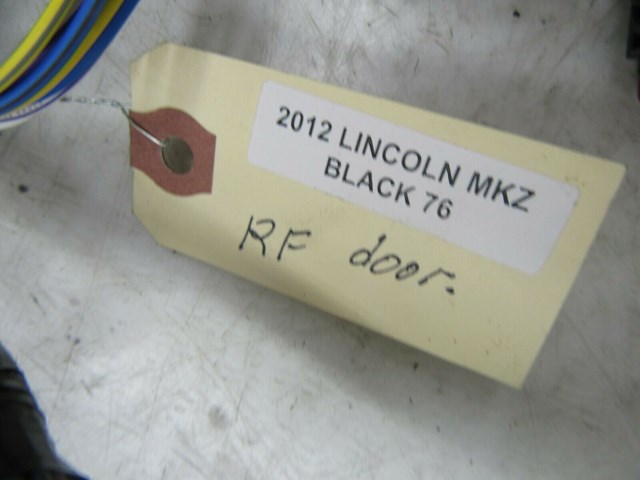 2012 LINCOLN MKZ
BLACK 76
RF door.